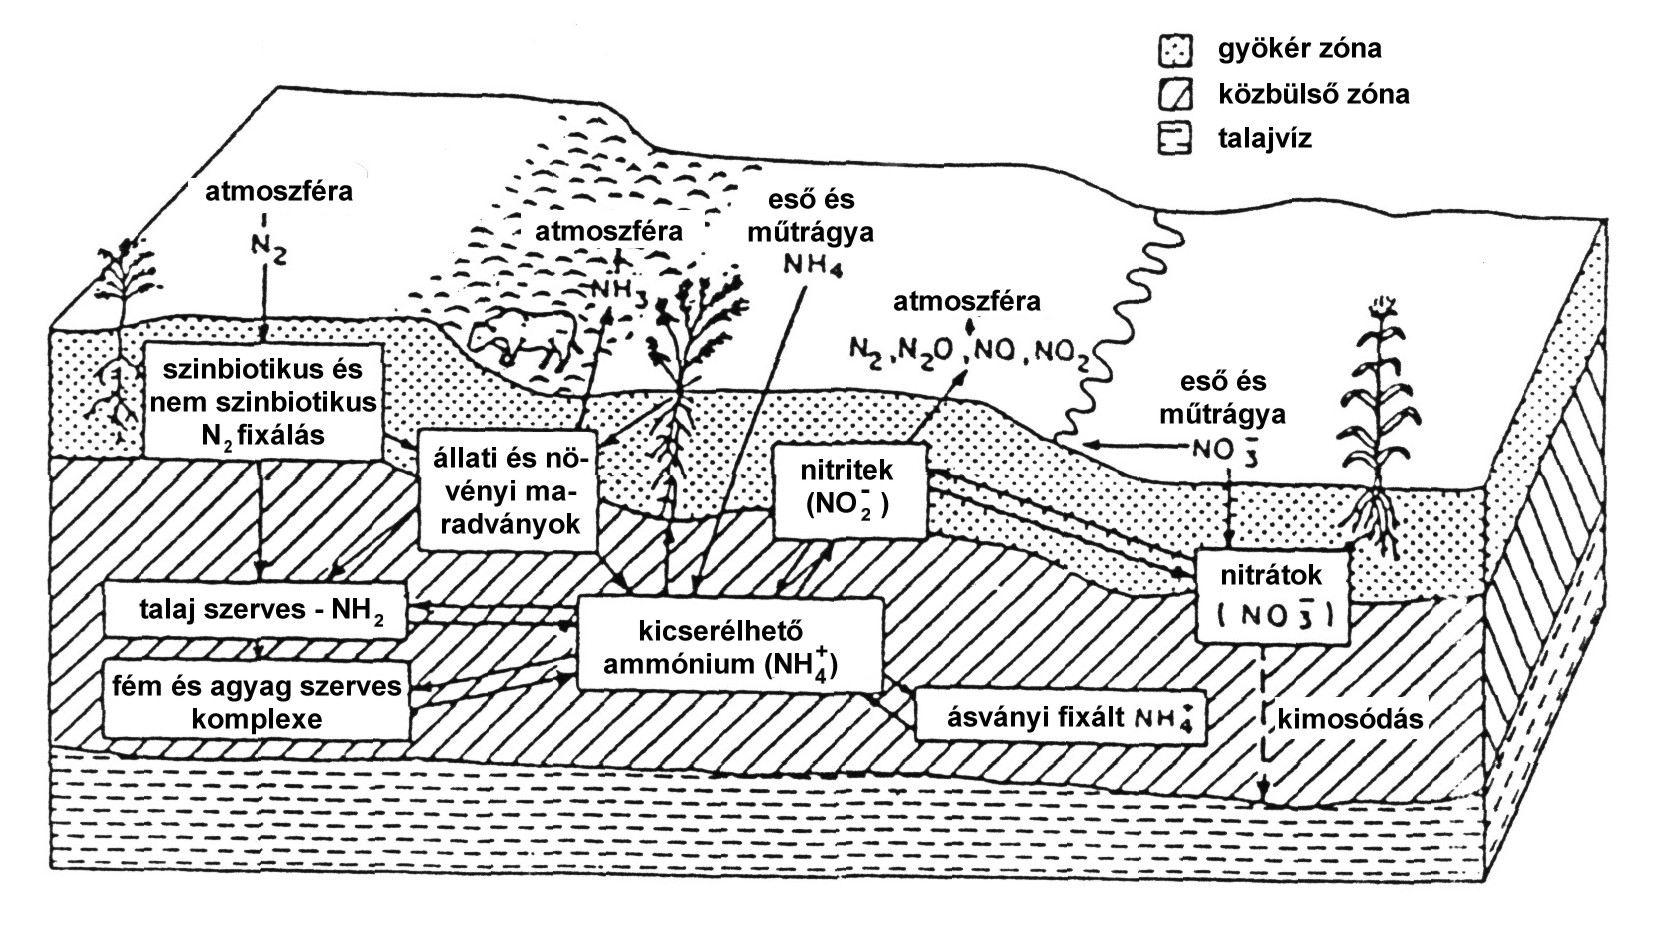 gyökér zóna
közbülső zóna
talajvíz
atmoszféra
N2
atmoszféra
NH3
eső és
műtrágya
NH4
atmoszféra
N2, N2O, NO, NO2
eső és
műtrágya
NO3-
szinbiotikus és
nem szinbiotikus
N2 fixálás
állati és nö-
vényi ma-
radványok
nitritek
(NO2-)
nitrátok
(NO3-)
talaj szerves - NH2
kicserélhető
ammónium (NH4+)
fém és agyag szerves
komplexe
ásványi fixált NH4+
kimosódás